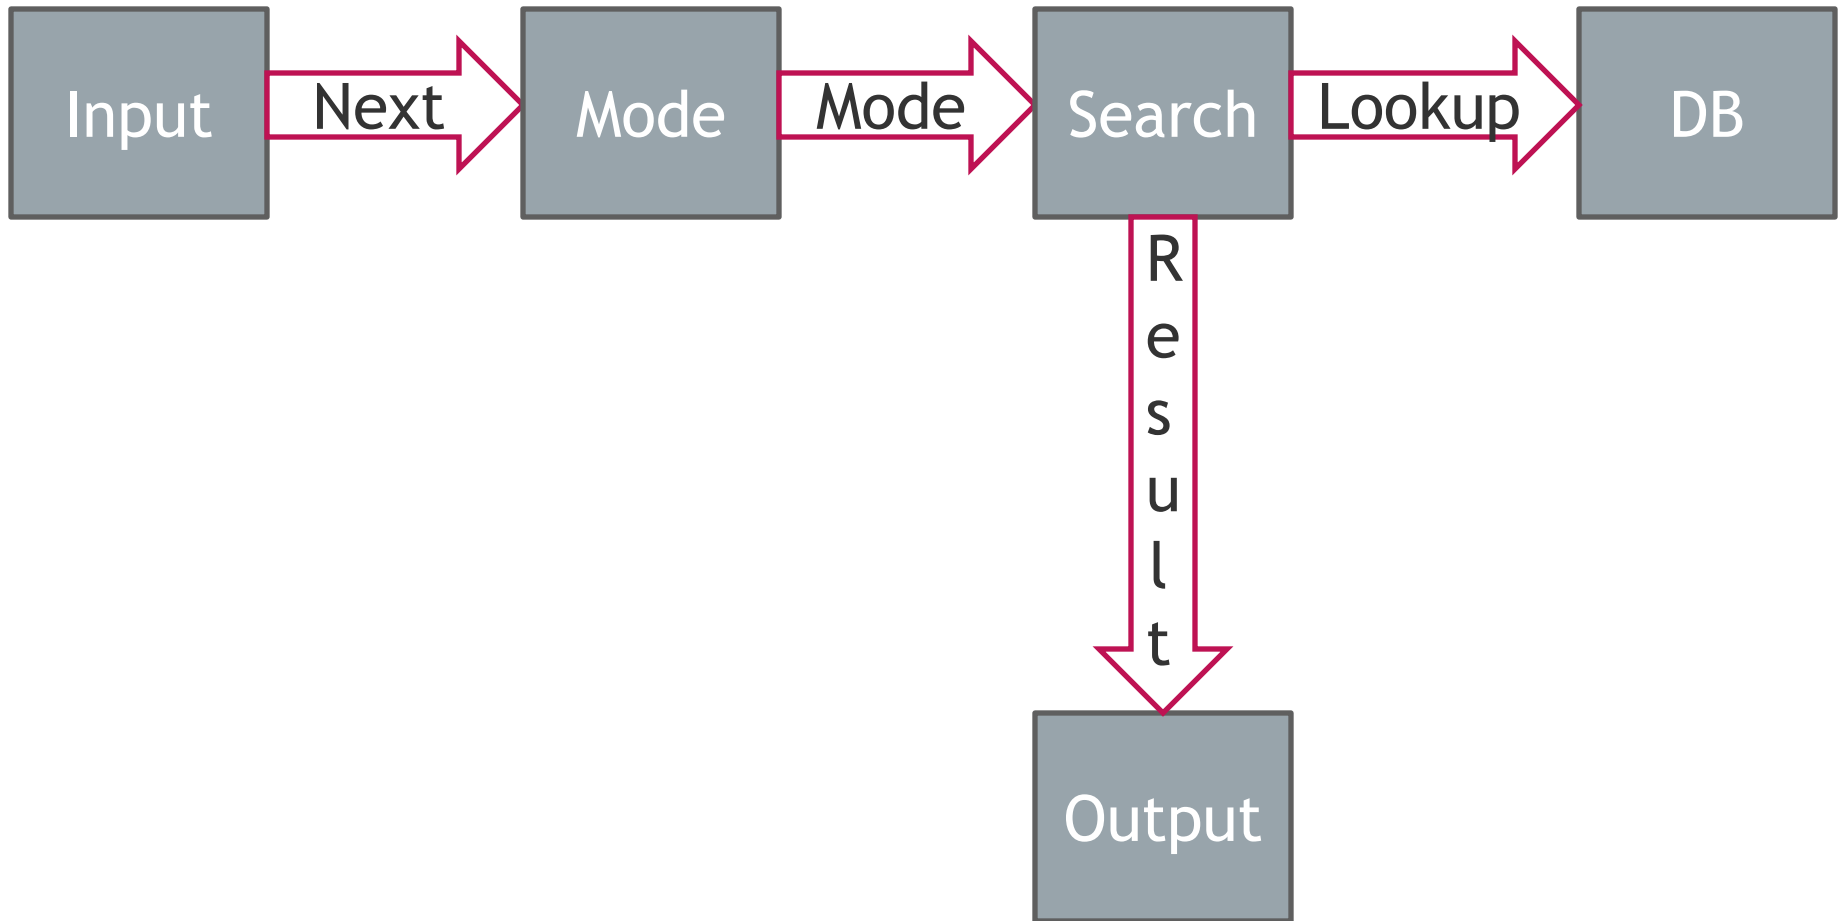 Input
Next
Mode
Mode
Search
Lookup
DB
Result
Output